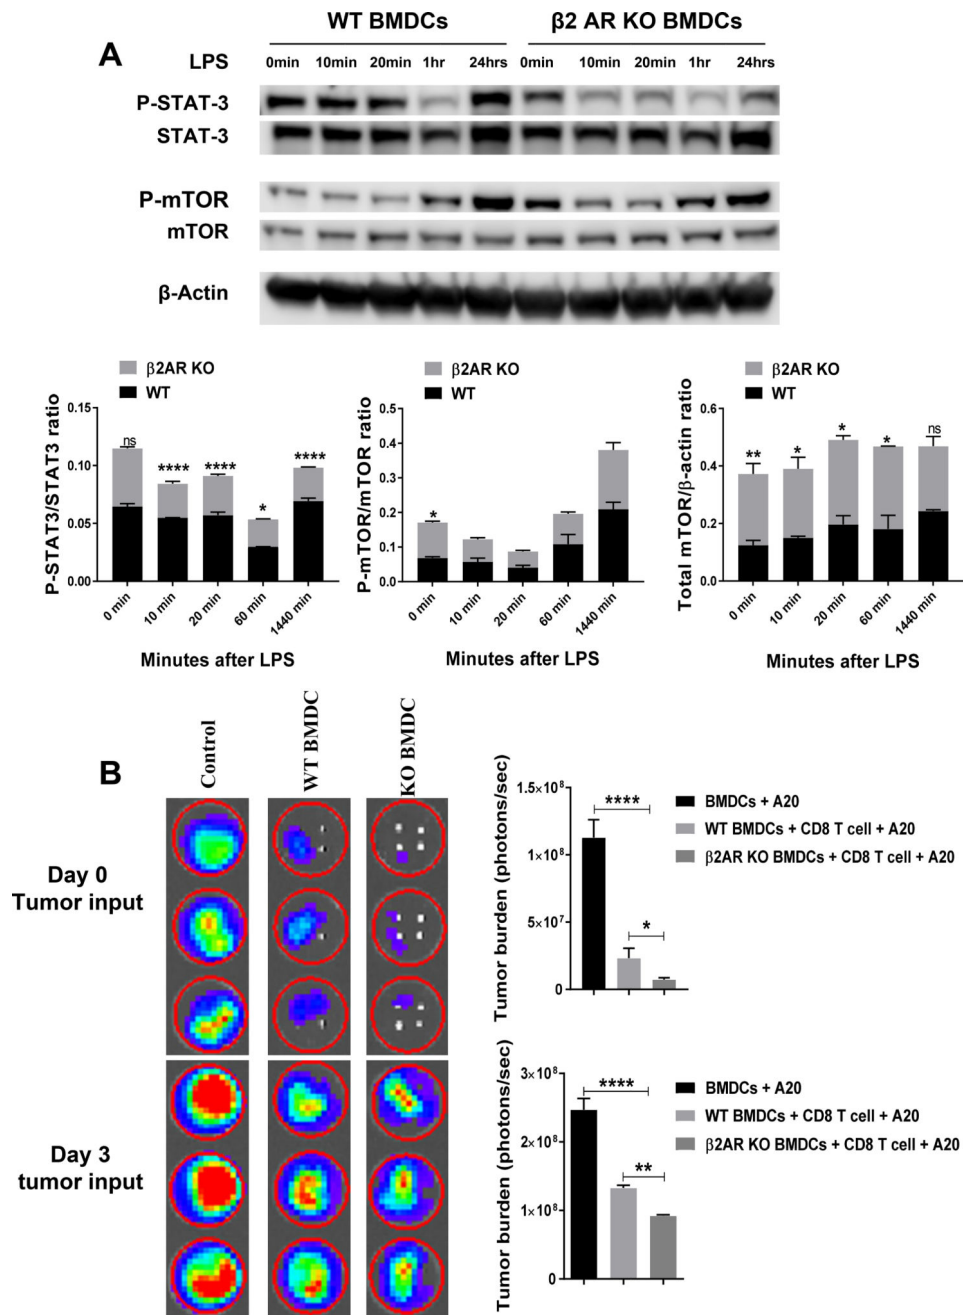 A
WT BMDCs
β2 AR KO BMDCs
LPS
0min 10min 20min 1hr 24hrs 0min 10min 20min 1hr 24hrs
P-STAT-3
STAT-3
P-mTOR
mTOR
β-Actin
β2AR KO
WT
P-STAT3/STAT3 ratio
0.15
0.10
0.05
0.00
ns
****
****
*
****
0 min
10 min
20 min
60 min
1440 min
Minutes after LPS
β2AR KO
WT
P-mTOR/mTOR ratio
0.5
0.4
0.3
0.2
0.1
0.0
*
0 min
10 min
20 min
60 min
1440 min
Minutes after LPS
β2AR KO
WT
Total mTOR/β-actin ratio
0.6
0.4
0.2
0.0
**
*
*
*
ns
0 min
10 min
20 min
60 min
1440 min
Minutes after LPS
B
Control
WT BMDC
KO BMDC
Day 0
Tumor input
Day 3
tumor input
Tumor burden (photons/sec)
1.5×10⁸
1×10⁸
5×10⁷
0
****
*
BMDCs + A20
WT BMDCs + CD8 T cell + A20
β2AR KO BMDCs + CD8 T cell + A20
Tumor burden (photons/sec)
3×10⁸
2×10⁸
1×10⁸
0
****
**
BMDCs + A20
WT BMDCs + CD8 T cell + A20
β2AR KO BMDCs + CD8 T cell + A20